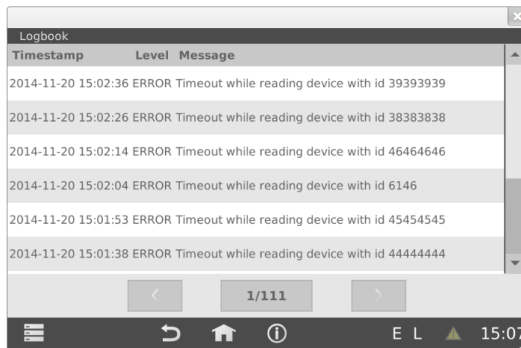 Logbook
Timestamp Level Message
2014-11-20 15:02:36 ERROR Timeout while reading device with id 39393939
2014-11-20 15:02:26 ERROR Timeout while reading device with id 38383838
2014-11-20 15:02:14 ERROR Timeout while reading device with id 46464646
2014-11-20 15:02:04 ERROR Timeout while reading device with id 6146
2014-11-20 15:01:53 ERROR Timeout while reading device with id 45454545
2014-11-20 15:01:38 ERROR Timeout while reading device with id 44444444
1/111
E L 15:07